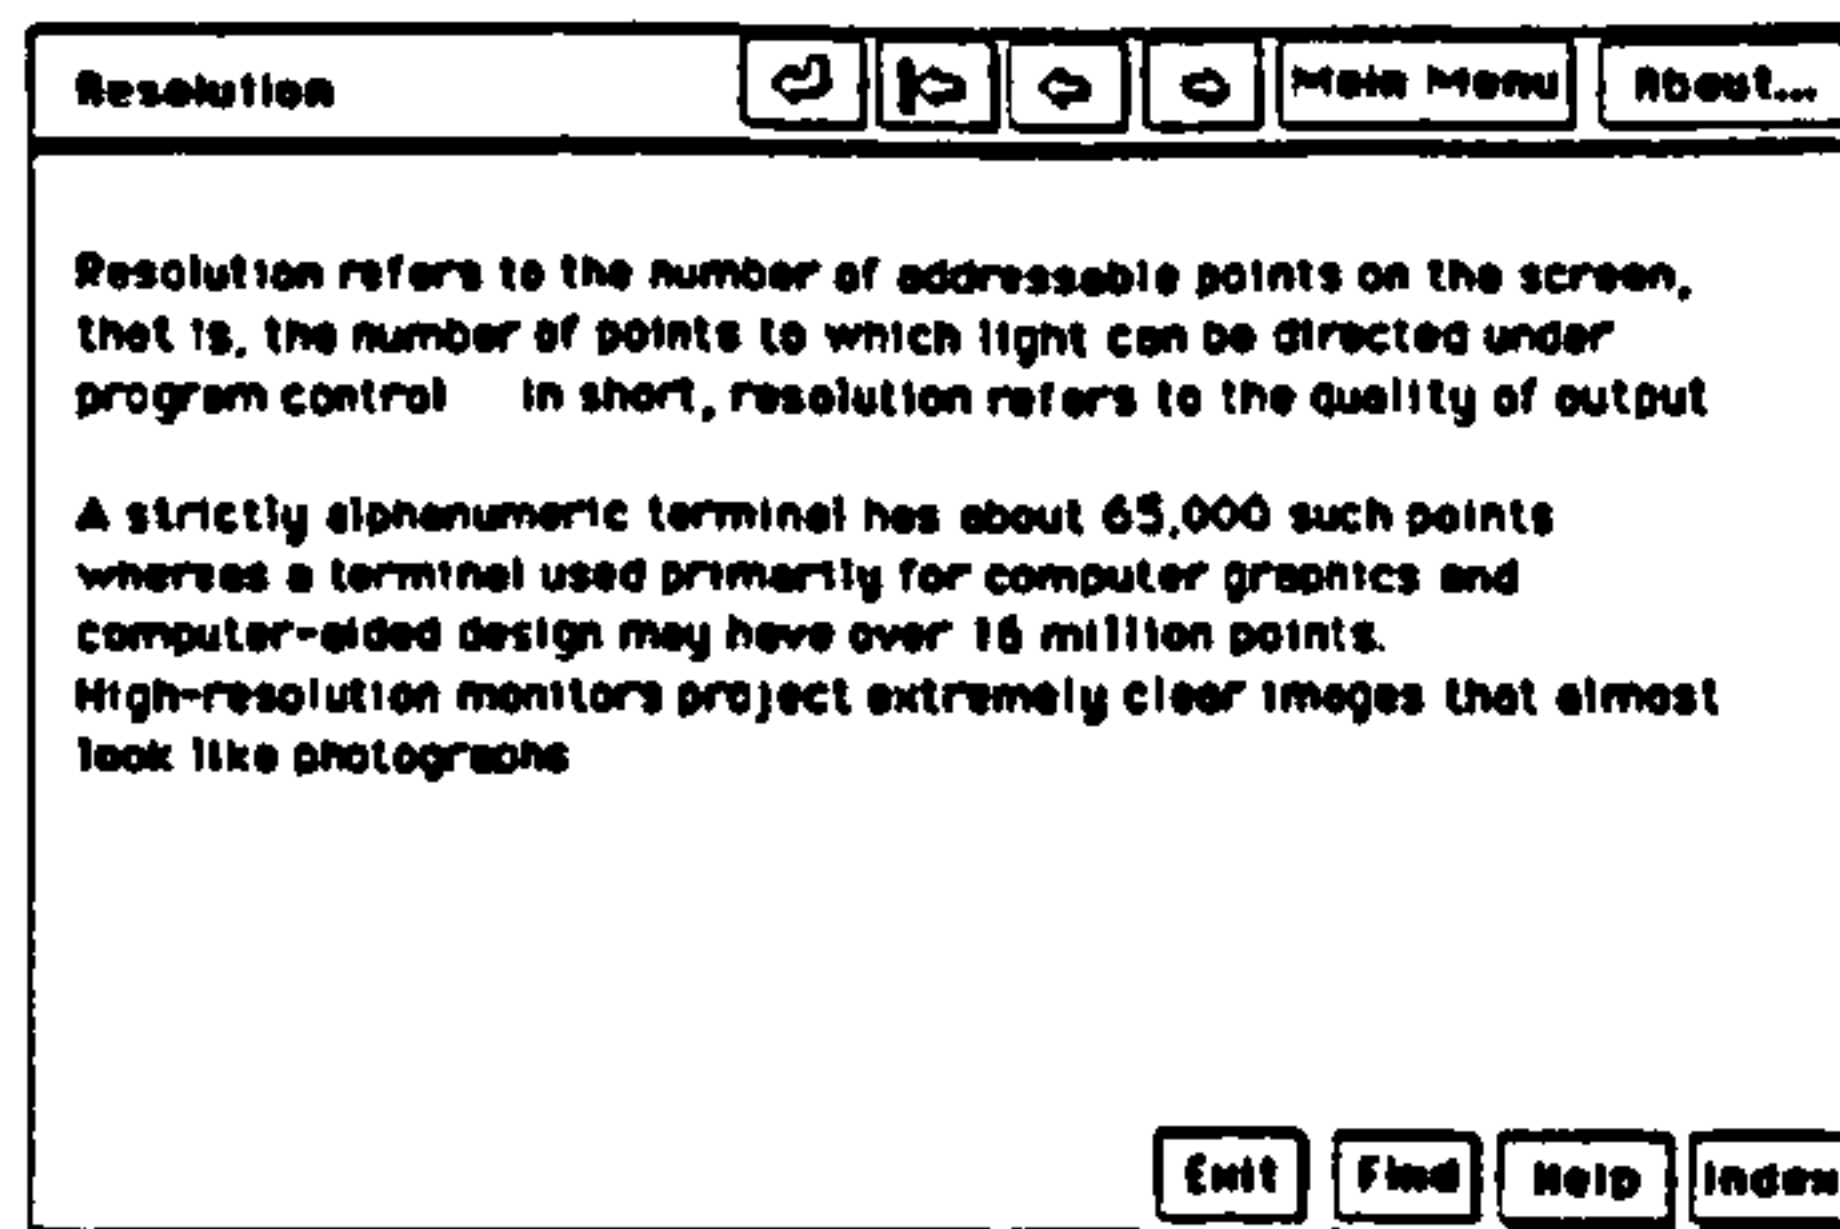 Resolution
Main Menu
About...
Resolution refers to the number of addressable points on the screen,
that is, the number of points to which light can be directed under
program control   In short, resolution refers to the quality of output
A strictly alphanumeric terminal has about 65,000 such points
whereas a terminal used primarily for computer graphics and
computer-aided design may have over 16 million points.
High-resolution monitors project extremely clear images that almost
look like photographs
Exit
Find
Help
Index